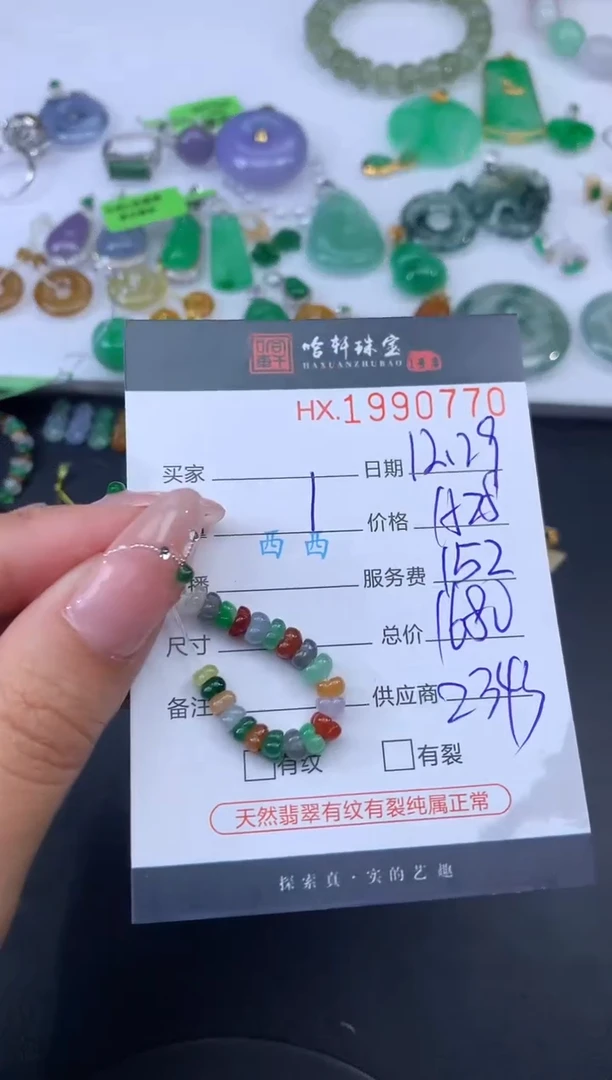 哈轩珠宝
HAXUANZHUBAO
HX.1990770
买家 日期 12.29
价格 1528
西 西
播 服务费 152
尺寸 总价 1680
备注 供应商 2345
有纹 有裂
天然翡翠有纹有裂纯属正常
探索真·实的艺趣